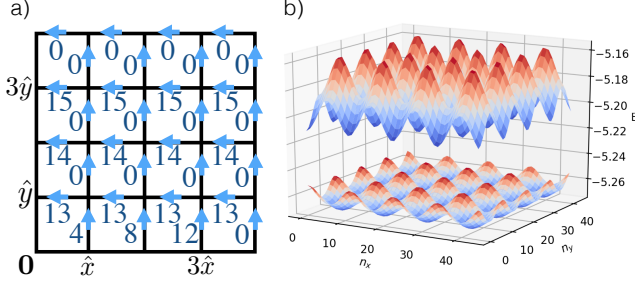 a)
0 0 0 0
0 0 0 0
3ŷ
15 15 15 15
0 0 0 0
14 14 14 14
0 0 0 0
ŷ
13 13 13 13
4 8 12 0
0 x̂ 3x̂
b)
−5.16
−5.18
−5.20
E
−5.22
−5.24
−5.26
0 10 20 30 40
n_x
0 10 20 30 40
n_y